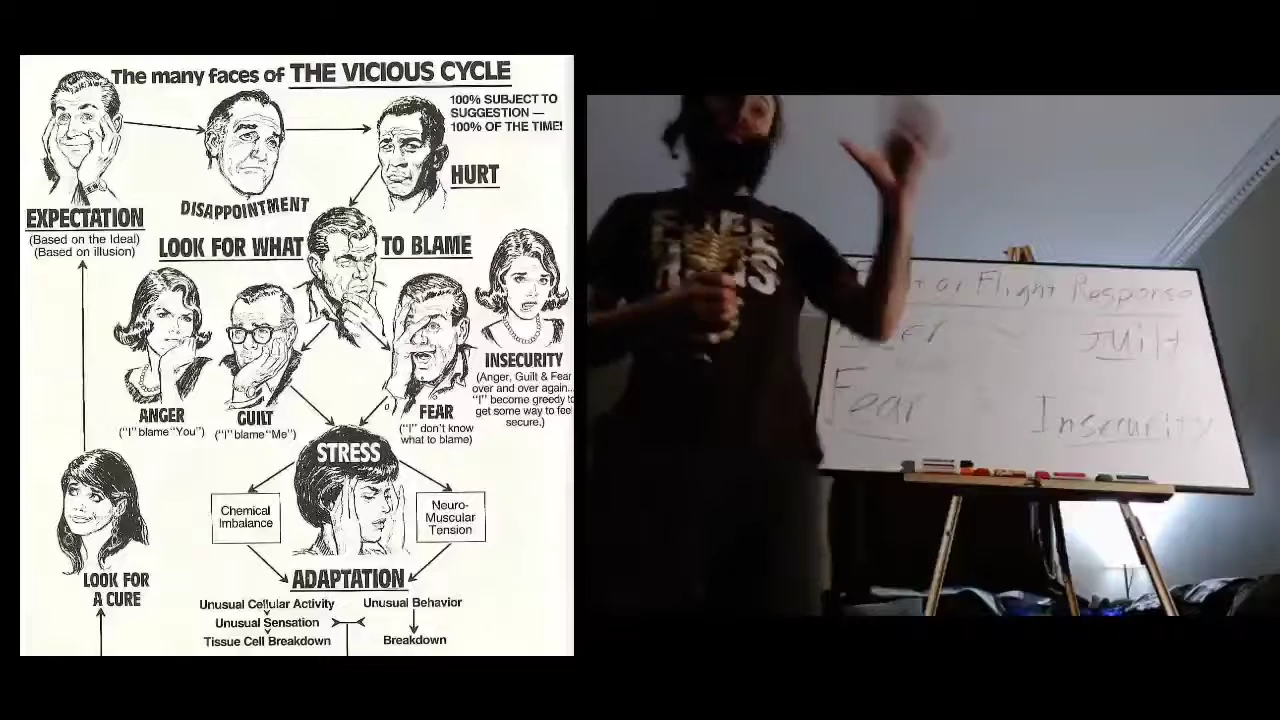 The many faces of THE VICIOUS CYCLE
100% SUBJECT TO
SUGGESTION —
100% OF THE TIME!
HURT
DISAPPOINTMENT
EXPECTATION
(Based on the Ideal)
(Based on illusion)
LOOK FOR WHAT TO BLAME
INSECURITY
(Anger, Guilt & Fear
over and over again...
"I" become greedy
get some way to feel
secure.)
ANGER
("I" blame "You")
GUILT
("I" blame "Me")
FEAR
("I" don't know
what to blame)
STRESS
Chemical
Imbalance
Neuro-
Muscular
Tension
LOOK FOR
A CURE
ADAPTATION
Unusual Cellular Activity
Unusual Sensation
Tissue Cell Breakdown
Unusual Behavior
Breakdown
FREE
or Flight Response
Guilt
Fear
Insecurity